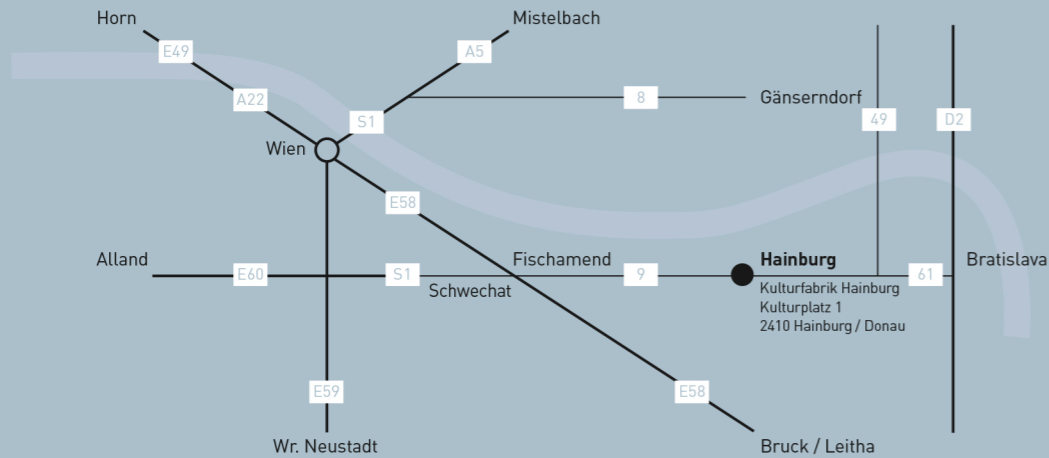 Horn
Mistelbach
E49
A5
A22
8
Gänserndorf
S1
49
D2
Wien
E58
Alland
E60
S1
Fischamend
9
Hainburg
61
Bratislava
Schwechat
Kulturfabrik Hainburg
Kulturplatz 1
2410 Hainburg / Donau
E59
E58
Wr. Neustadt
Bruck / Leitha